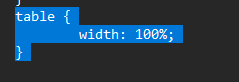 }
table {
width: 100%;
}